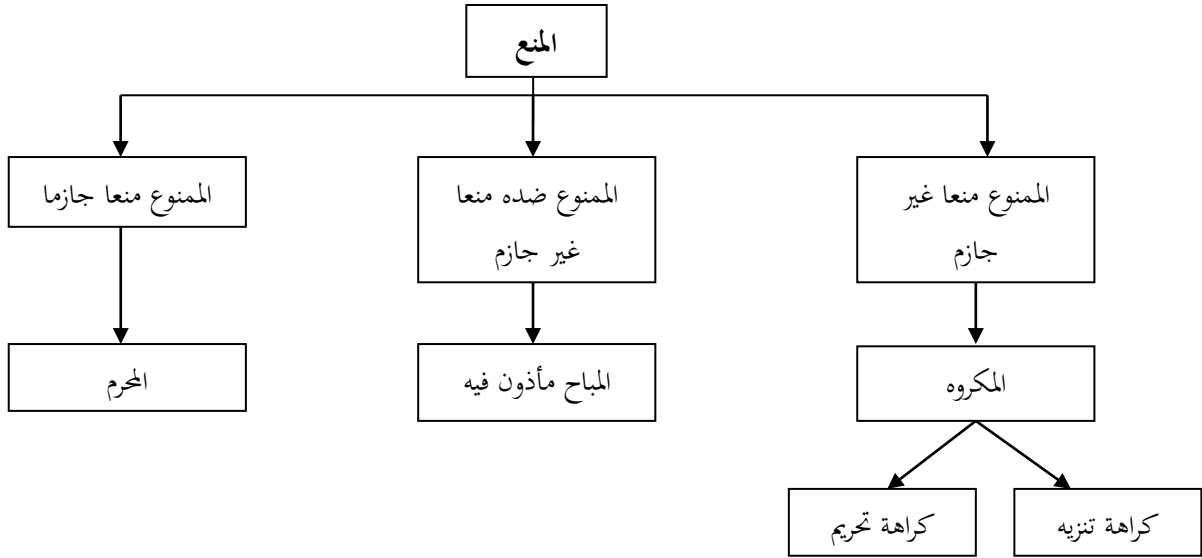 المنع
الممنوع منعا غير
جازم
الممنوع ضده منعا
غير جازم
الممنوع منعا جازما
المكروه
المباح مأذون فيه
المحرم
كراهة تنزيه
كراهة تحريم